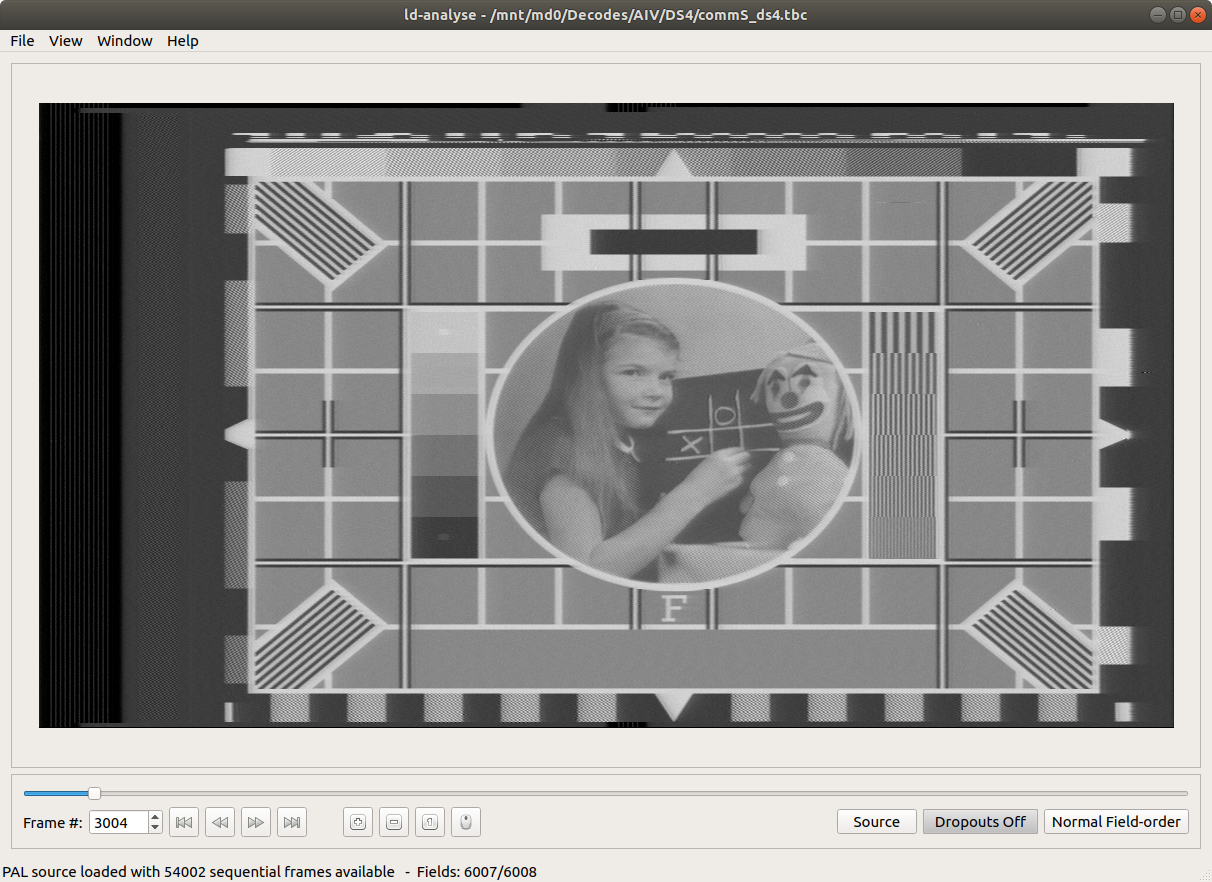 ld-analyse - /mnt/md0/Decodes/AIV/DS4/commS_ds4.tbc
File View Window Help
O
X
F
Frame #: 3004
1
Source Dropouts Off Normal Field-order
PAL source loaded with 54002 sequential frames available - Fields: 6007/6008